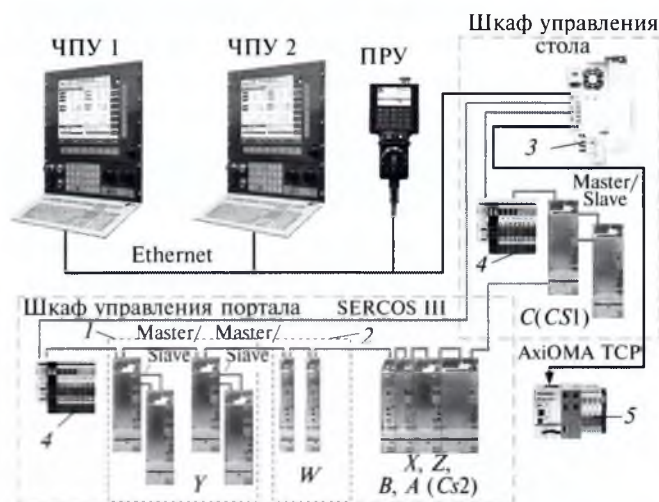 Шкаф управления
стола
ЧПУ 1
ЧПУ 2
ПРУ
3
Master/
Slave
4
Ethernet
C(CS1)
Шкаф управления портала
SERCOS III
1
Master/
Slave
Master/
Slave
2
AxiOMA TCP
4
5
Y
W
X, Z,
B, A (Cs2)